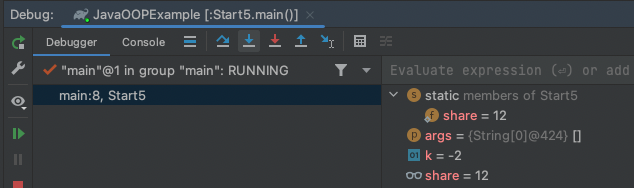 Debug: JavaOOPExample [:Start5.main()] ×
Debugger Console
"main"@1 in group "main": RUNNING
Evaluate expression (⏎) or add
main:8, Start5
s static members of Start5
f share = 12
p args = {String[0]@424} []
01 k = -2
share = 12